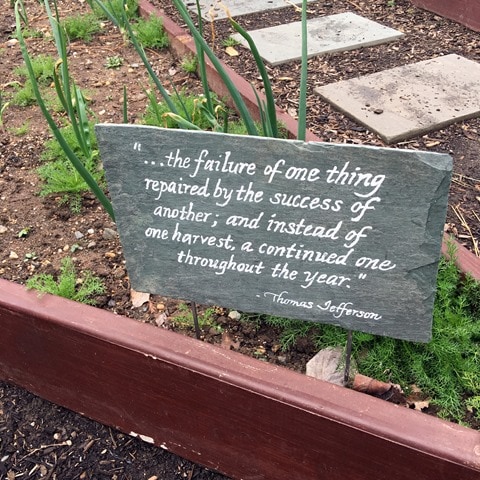 "...the failure of one thing
repaired by the success of
another; and instead of
one harvest, a continued one
throughout the year."
- Thomas Jefferson